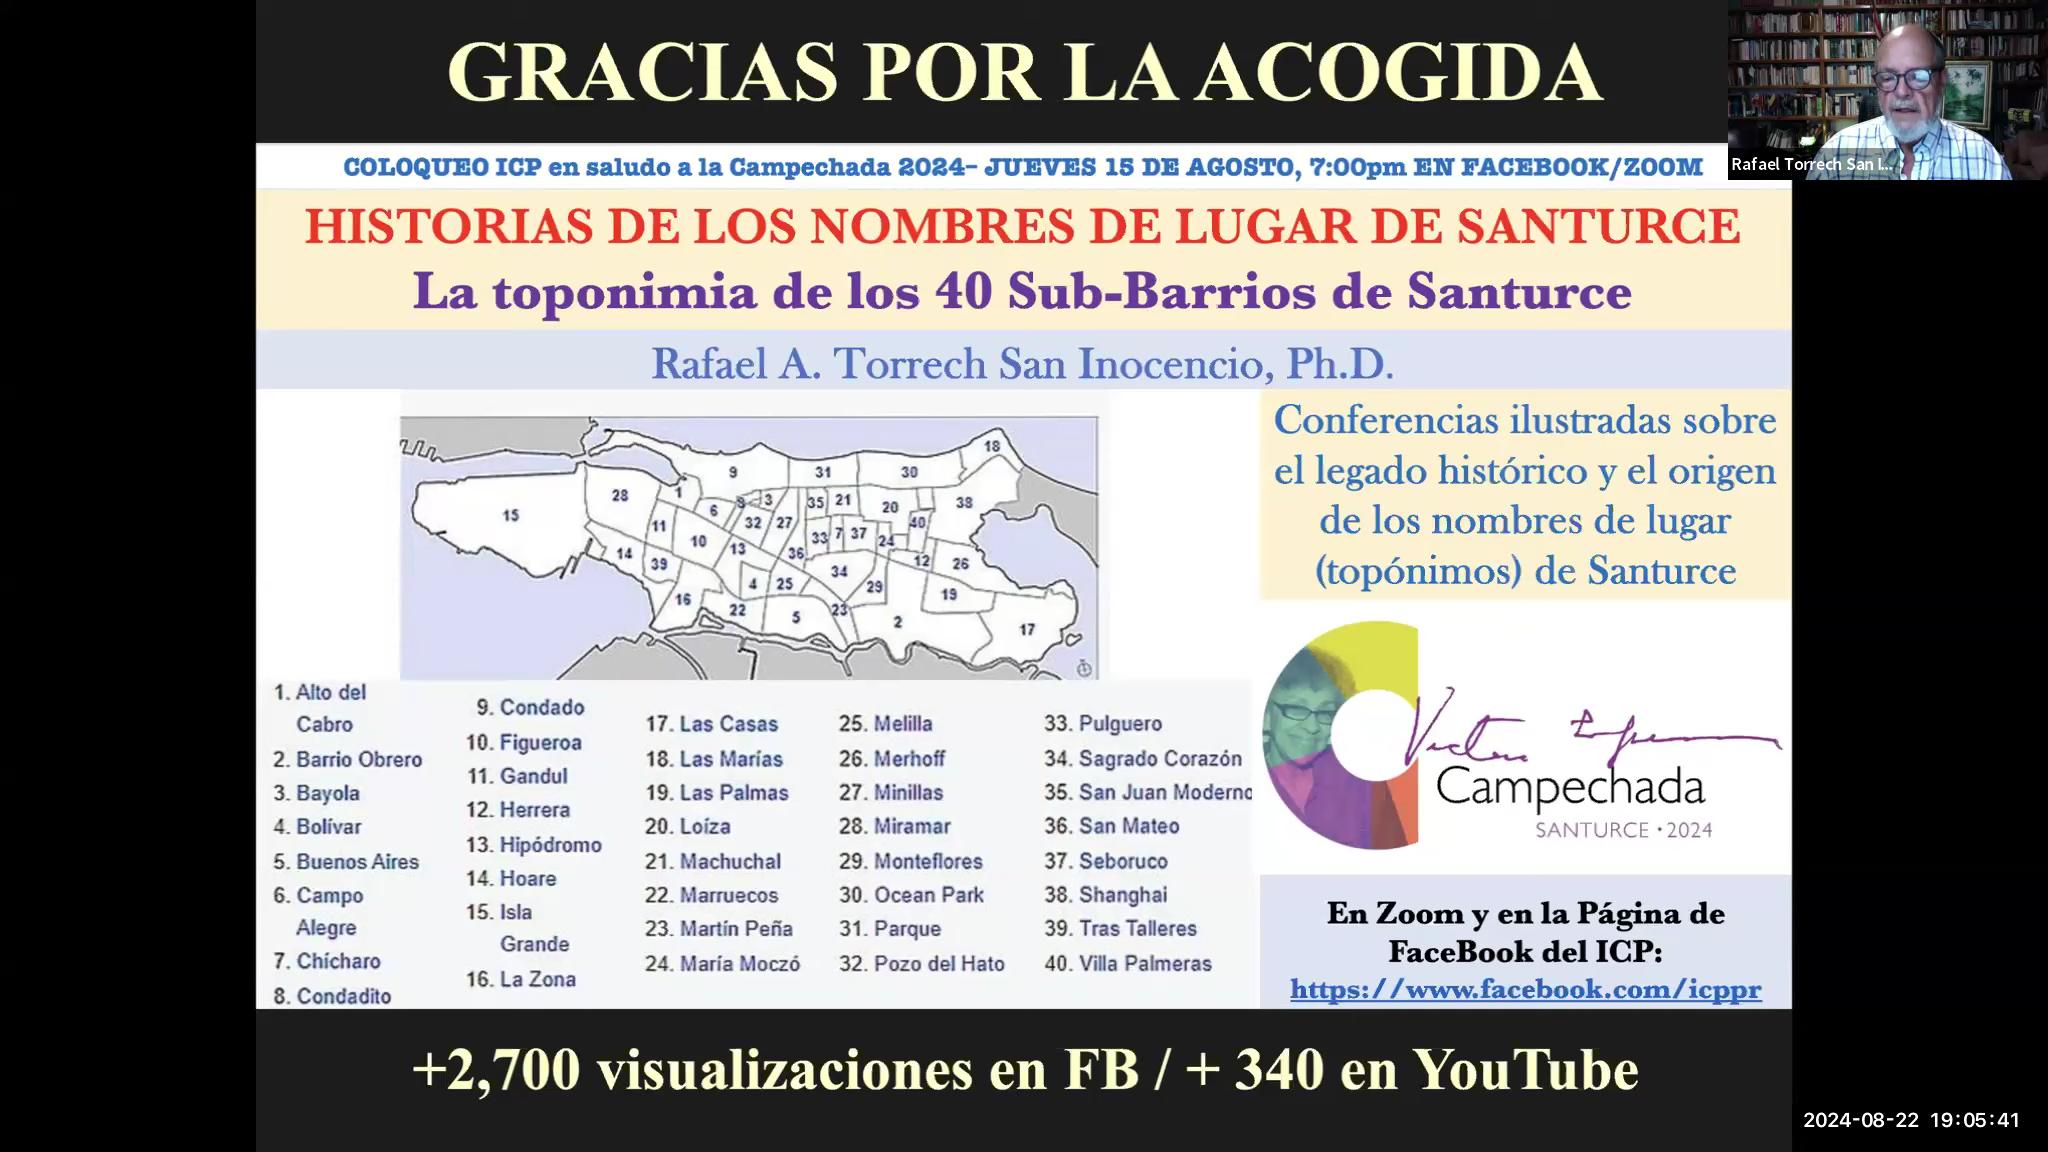 GRACIAS POR LA ACOGIDA
Rafael Torrech San I...
COLOQUEO ICP en saludo a la Campechada 2024– JUEVES 15 DE AGOSTO, 7:00pm EN FACEBOOK/ZOOM
HISTORIAS DE LOS NOMBRES DE LUGAR DE SANTURCE
La toponimia de los 40 Sub-Barrios de Santurce
Rafael A. Torrech San Inocencio, Ph.D.
Conferencias ilustradas sobre
el legado histórico y el origen
de los nombres de lugar
(topónimos) de Santurce
18
9
31
30
15
28
1
6
8
3
35
21
20
38
11
32
27
40
10
13
33
7
37
24
14
39
36
12
26
4
25
34
29
19
16
22
5
23
2
17
1. Alto del
Cabro
2. Barrio Obrero
3. Bayola
4. Bolívar
5. Buenos Aires
6. Campo
Alegre
7. Chícharo
8. Condadito
9. Condado
10. Figueroa
11. Gandul
12. Herrera
13. Hipódromo
14. Hoare
15. Isla
Grande
16. La Zona
17. Las Casas
18. Las Marías
19. Las Palmas
20. Loíza
21. Machuchal
22. Marruecos
23. Martín Peña
24. María Moczó
25. Melilla
26. Merhoff
27. Minillas
28. Miramar
29. Monteflores
30. Ocean Park
31. Parque
32. Pozo del Hato
33. Pulguero
34. Sagrado Corazón
35. San Juan Moderno
36. San Mateo
37. Seboruco
38. Shanghai
39. Tras Talleres
40. Villa Palmeras
Campechada
SANTURCE • 2024
En Zoom y en la Página de
FaceBook del ICP:
https://www.facebook.com/icppr
+2,700 visualizaciones en FB / + 340 en YouTube
2024-08-22 19:05:41